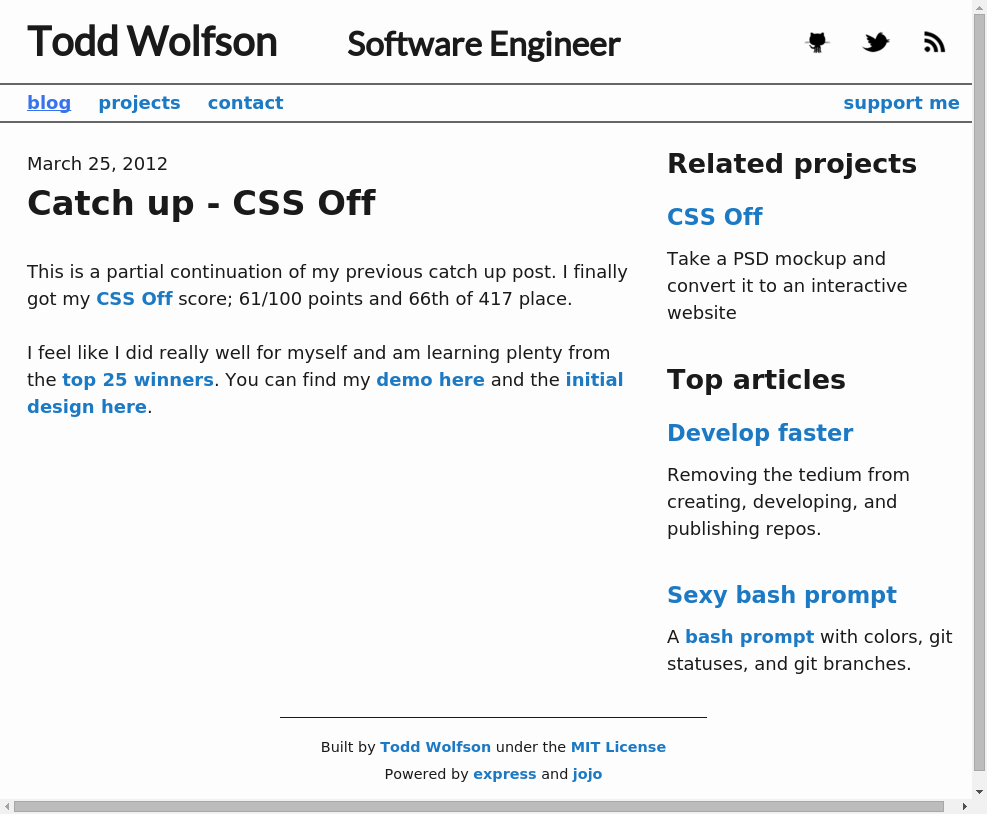 Todd Wolfson
Software Engineer
blog projects contact support me
March 25, 2012
Catch up - CSS Off
This is a partial continuation of my previous catch up post. I finally
got my CSS Off score; 61/100 points and 66th of 417 place.
I feel like I did really well for myself and am learning plenty from
the top 25 winners. You can find my demo here and the initial
design here.
Related projects
CSS Off
Take a PSD mockup and
convert it to an interactive
website
Top articles
Develop faster
Removing the tedium from
creating, developing, and
publishing repos.
Sexy bash prompt
A bash prompt with colors, git
statuses, and git branches.
Built by Todd Wolfson under the MIT License
Powered by express and jojo